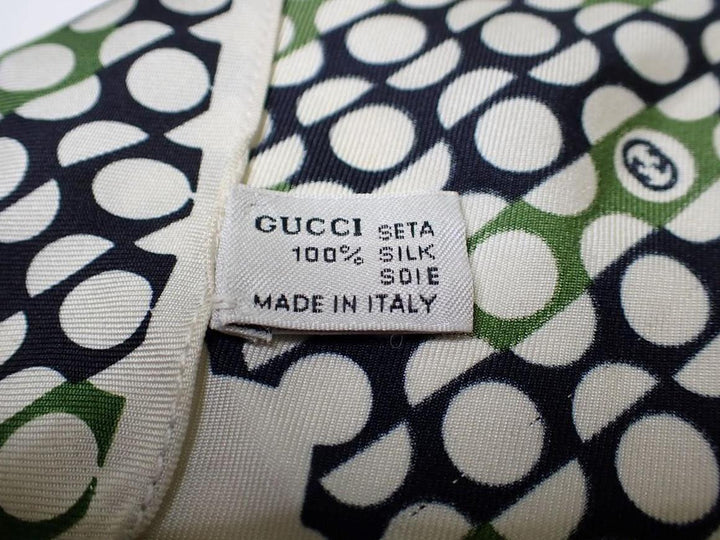 GUCCI SETA
100% SILK
SOIE
MADE IN ITALY